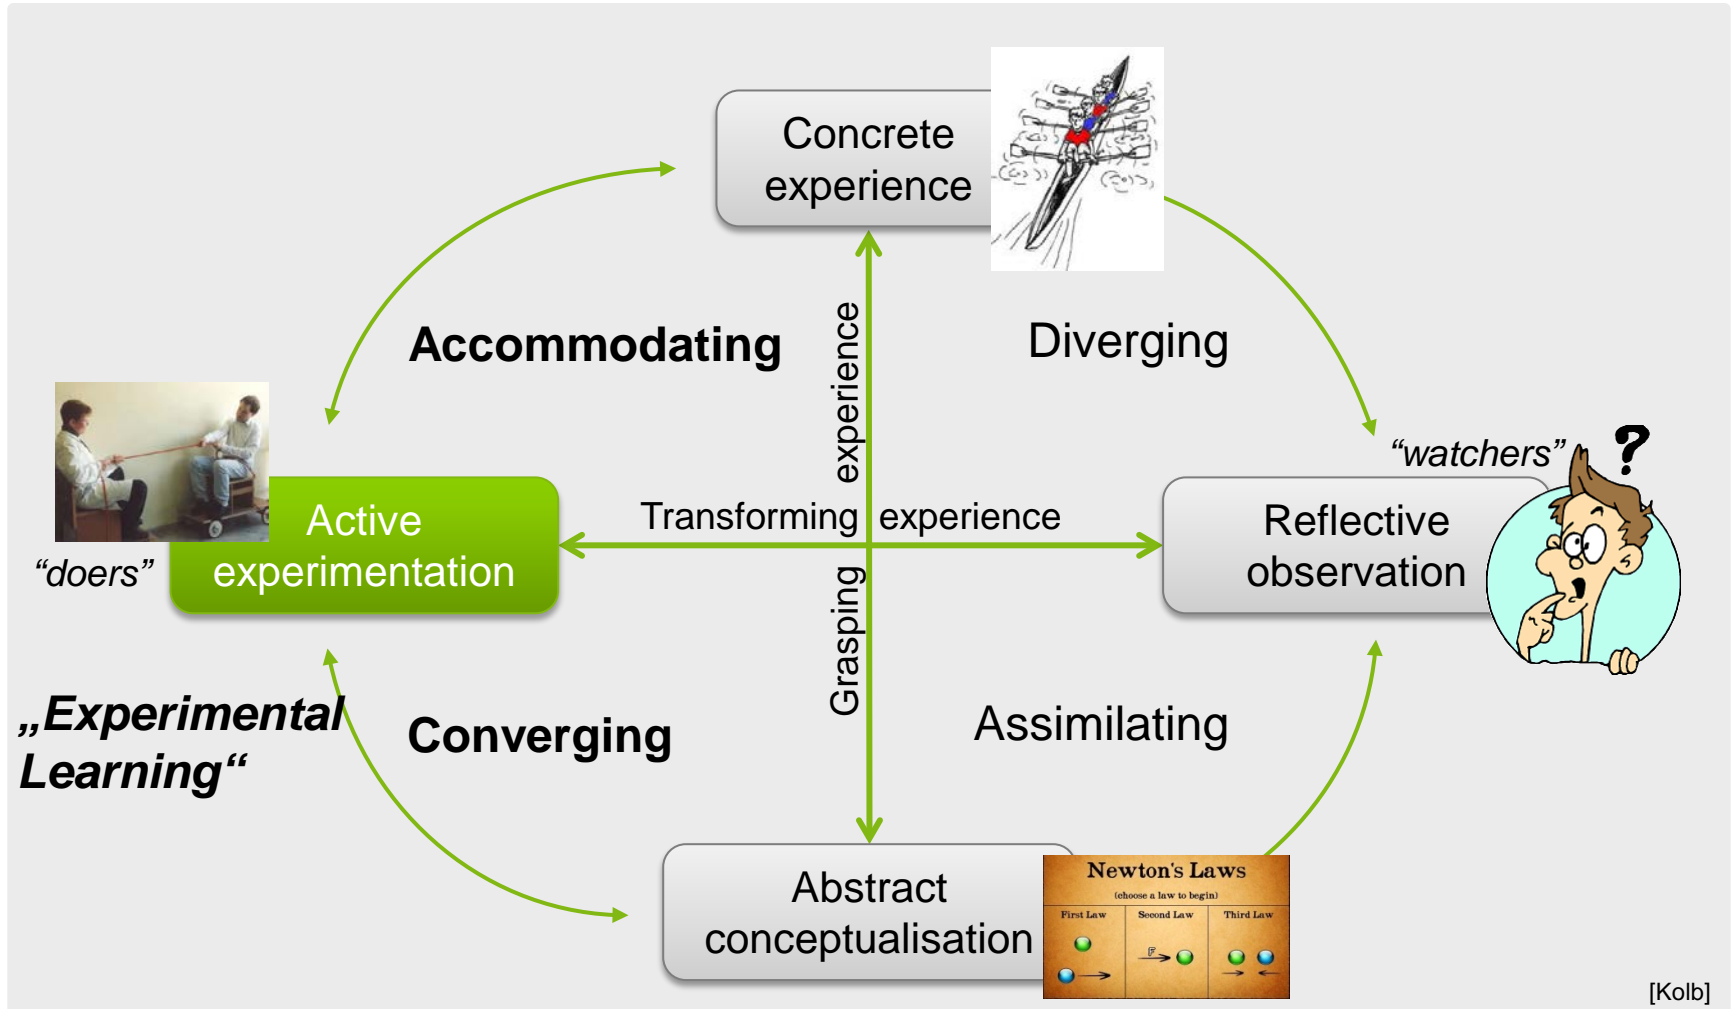 Concrete
experience
Accommodating
Diverging
Grasping experience
“watchers”
?
Transforming experience
Active
experimentation
“doers”
Reflective
observation
„Experimental
Learning“
Converging
Assimilating
Abstract
conceptualisation
Newton's Laws
(choose a law to begin)
First Law
Second Law
Third Law
F
[Kolb]